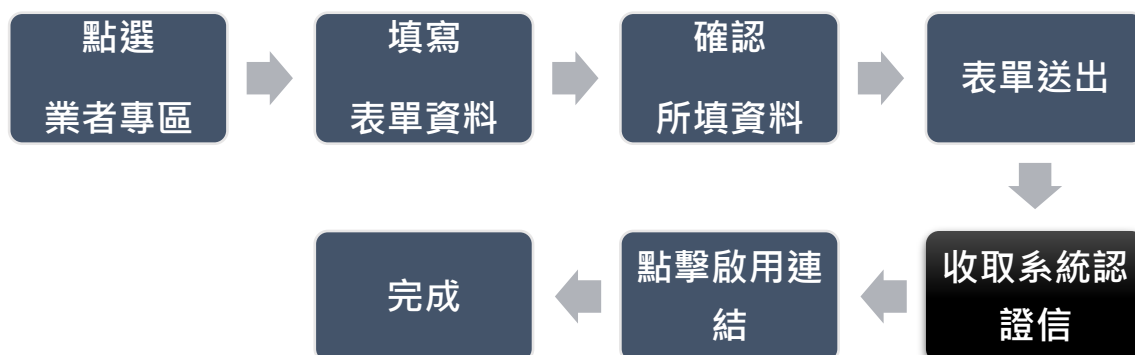 點選
業者專區
填寫
表單資料
確認
所填資料
表單送出
收取系統認
證信
點擊啟用連
結
完成